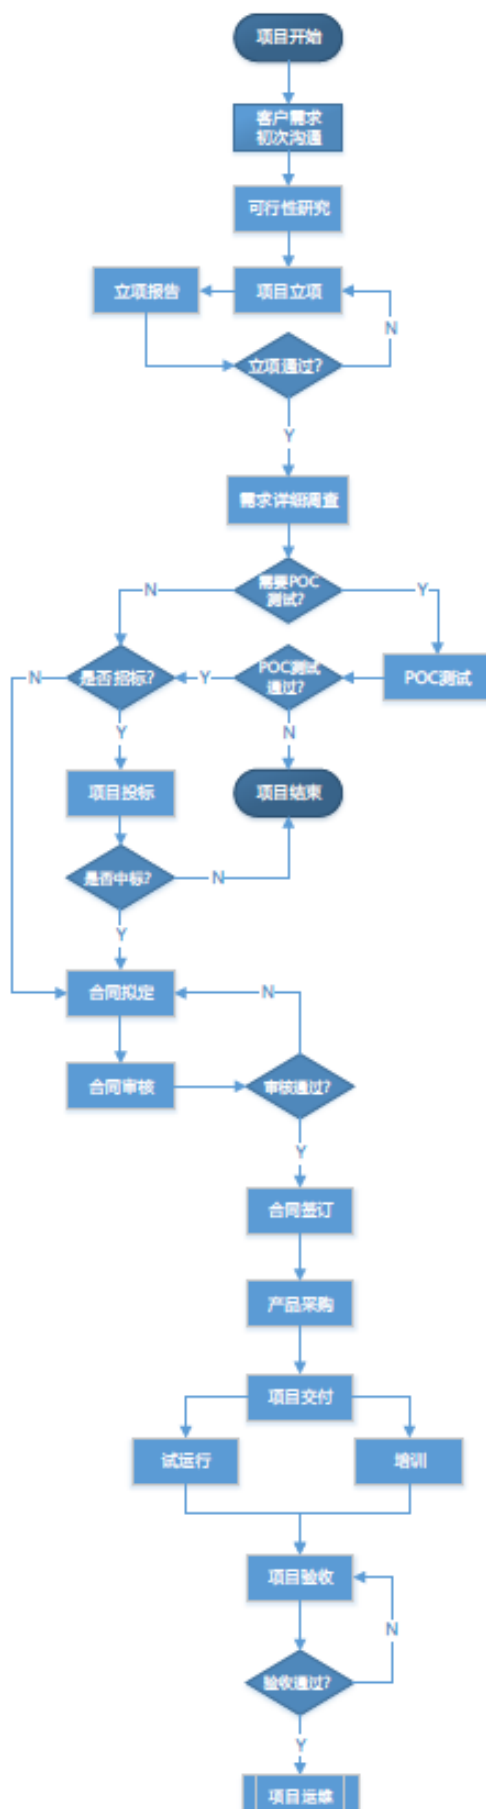 项目开始
客户需求
初次沟通
可行性研究
立项报告
项目立项
N
立项通过?
Y
需求详细调查
N
需要POC
测试?
Y
N
是否招标?
Y
POC测试
通过?
POC测试
Y
N
项目投标
项目结束
是否中标?
N
Y
合同拟定
N
合同审核
审核通过?
Y
合同签订
产品采购
项目交付
试运行
培训
项目验收
N
验收通过?
Y
项目运维